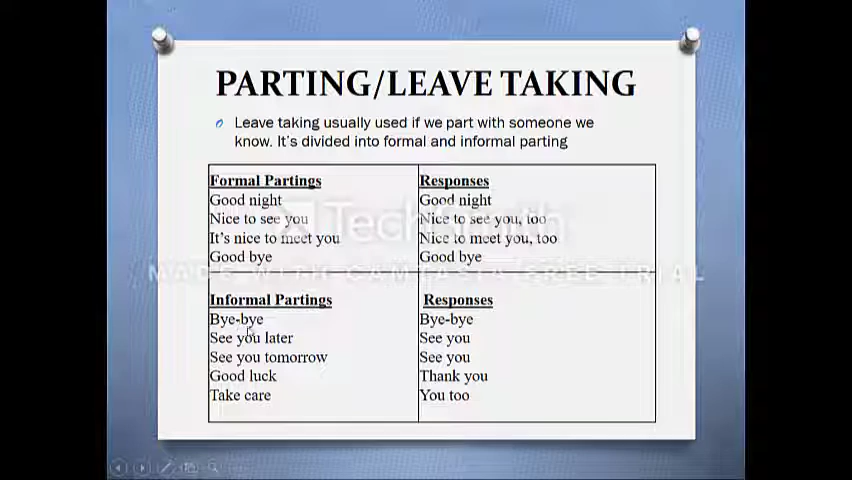 PARTING/LEAVE TAKING
Leave taking usually used if we part with someone we
know. It's divided into formal and informal parting
Formal Partings
Good night
Nice to see you
It's nice to meet you
Good bye
Responses
Good night
Nice to see you, too
Nice to meet you, too
Good bye
TechSmith
MADE WITH CAMTASIA FREE TRIAL
Informal Partings
Bye-bye
See you later
See you tomorrow
Good luck
Take care
Responses
Bye-bye
See you
See you
Thank you
You too